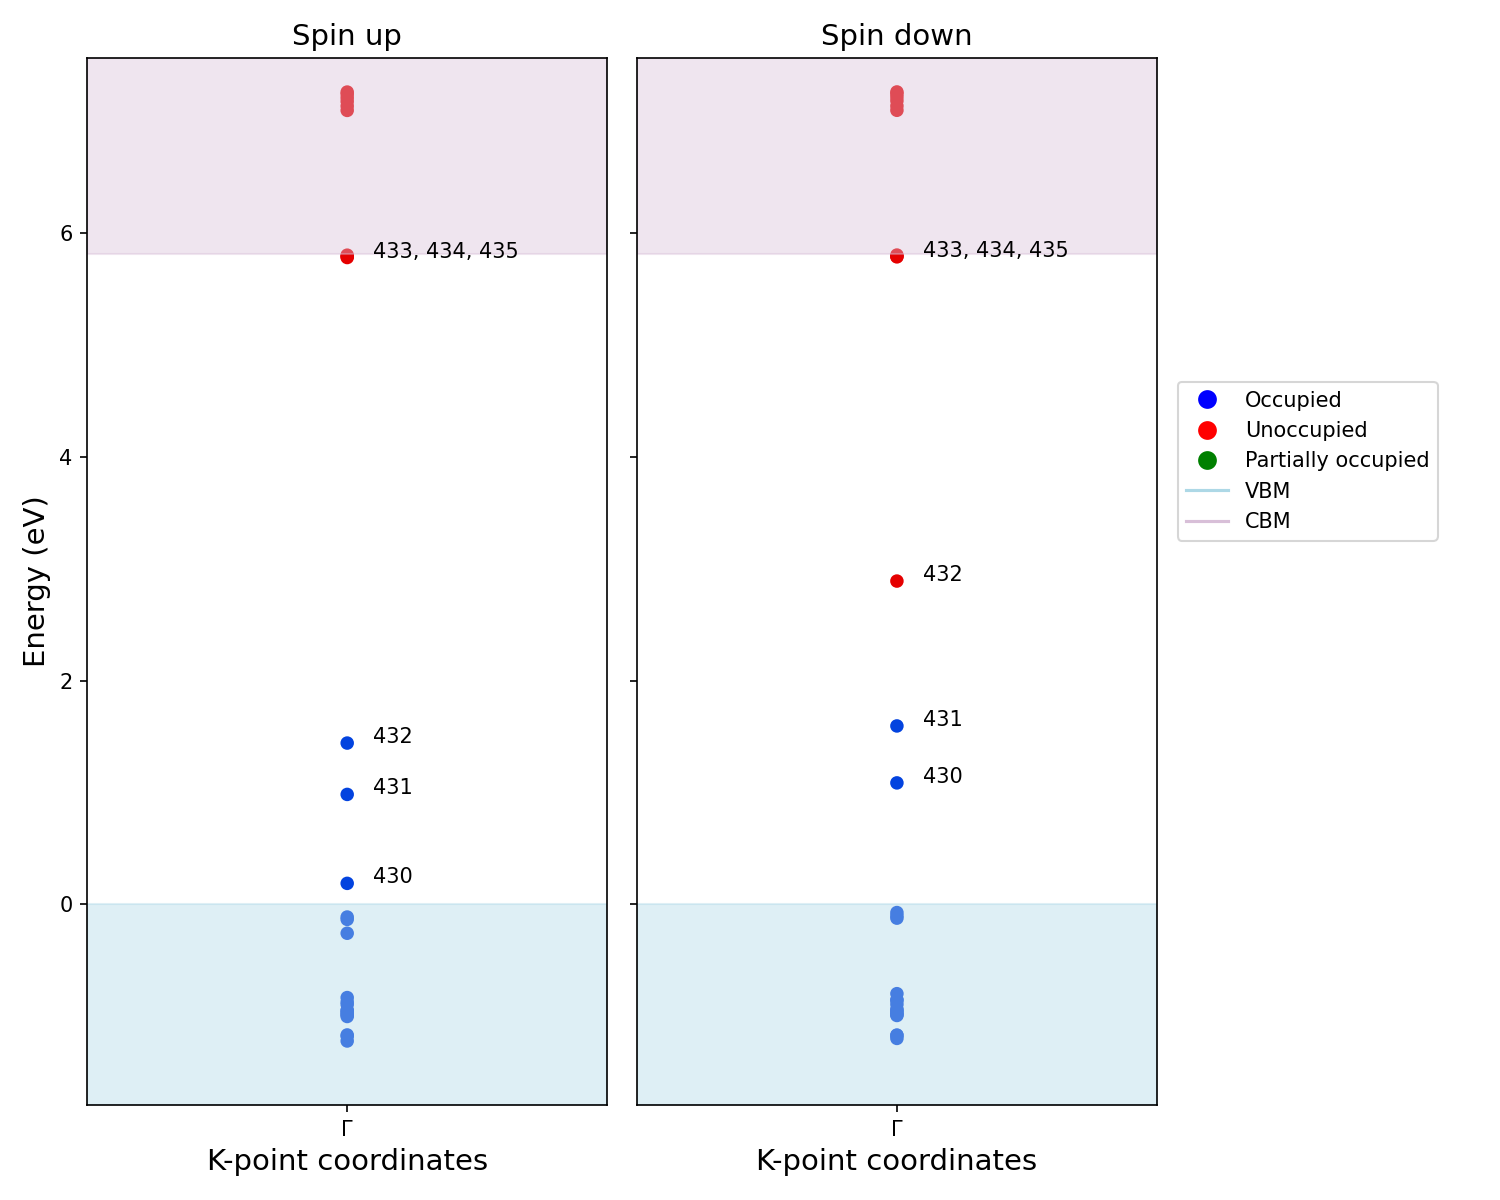 Spin up
Spin down
433, 434, 435
433, 434, 435
6
4
2
0
432
431
430
432
431
430
Energy (eV)
Occupied
Unoccupied
Partially occupied
VBM
CBM
Γ
Γ
K-point coordinates
K-point coordinates